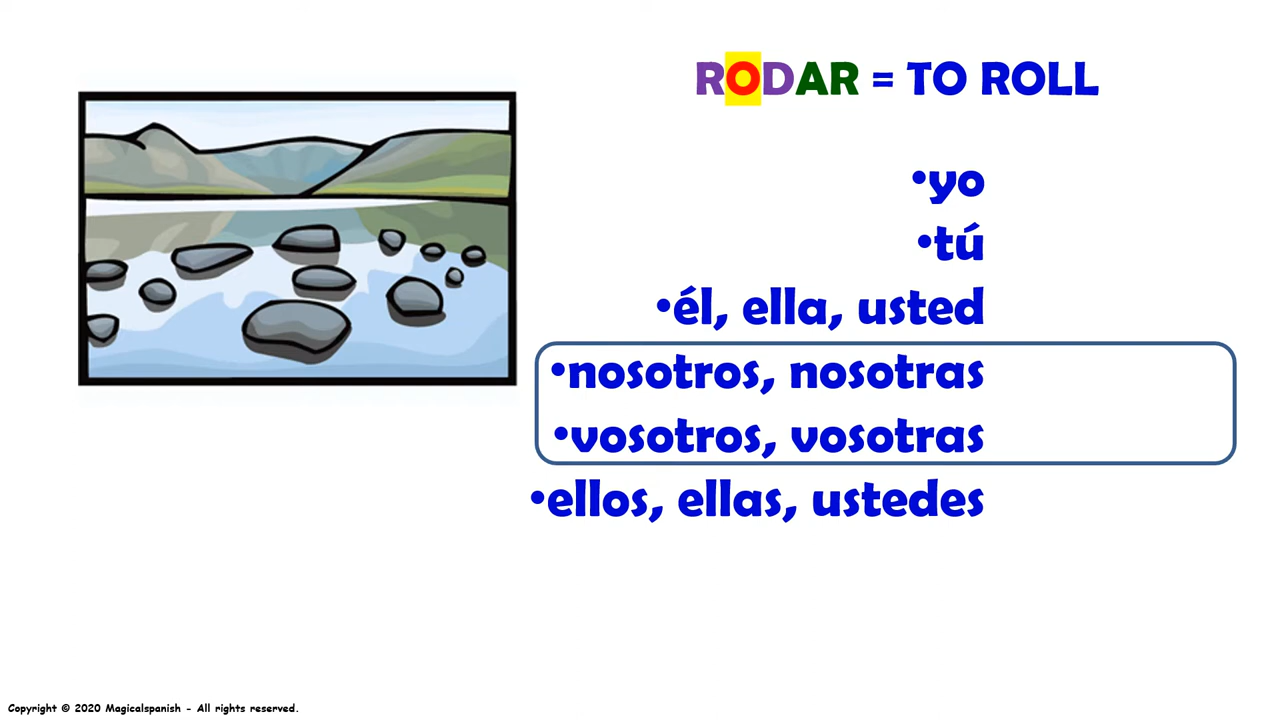 RODAR = TO ROLL
•yo
•tú
•él, ella, usted
•nosotros, nosotras
•vosotros, vosotras
•ellos, ellas, ustedes
Copyright © 2020 Magicalspanish - All rights reserved.